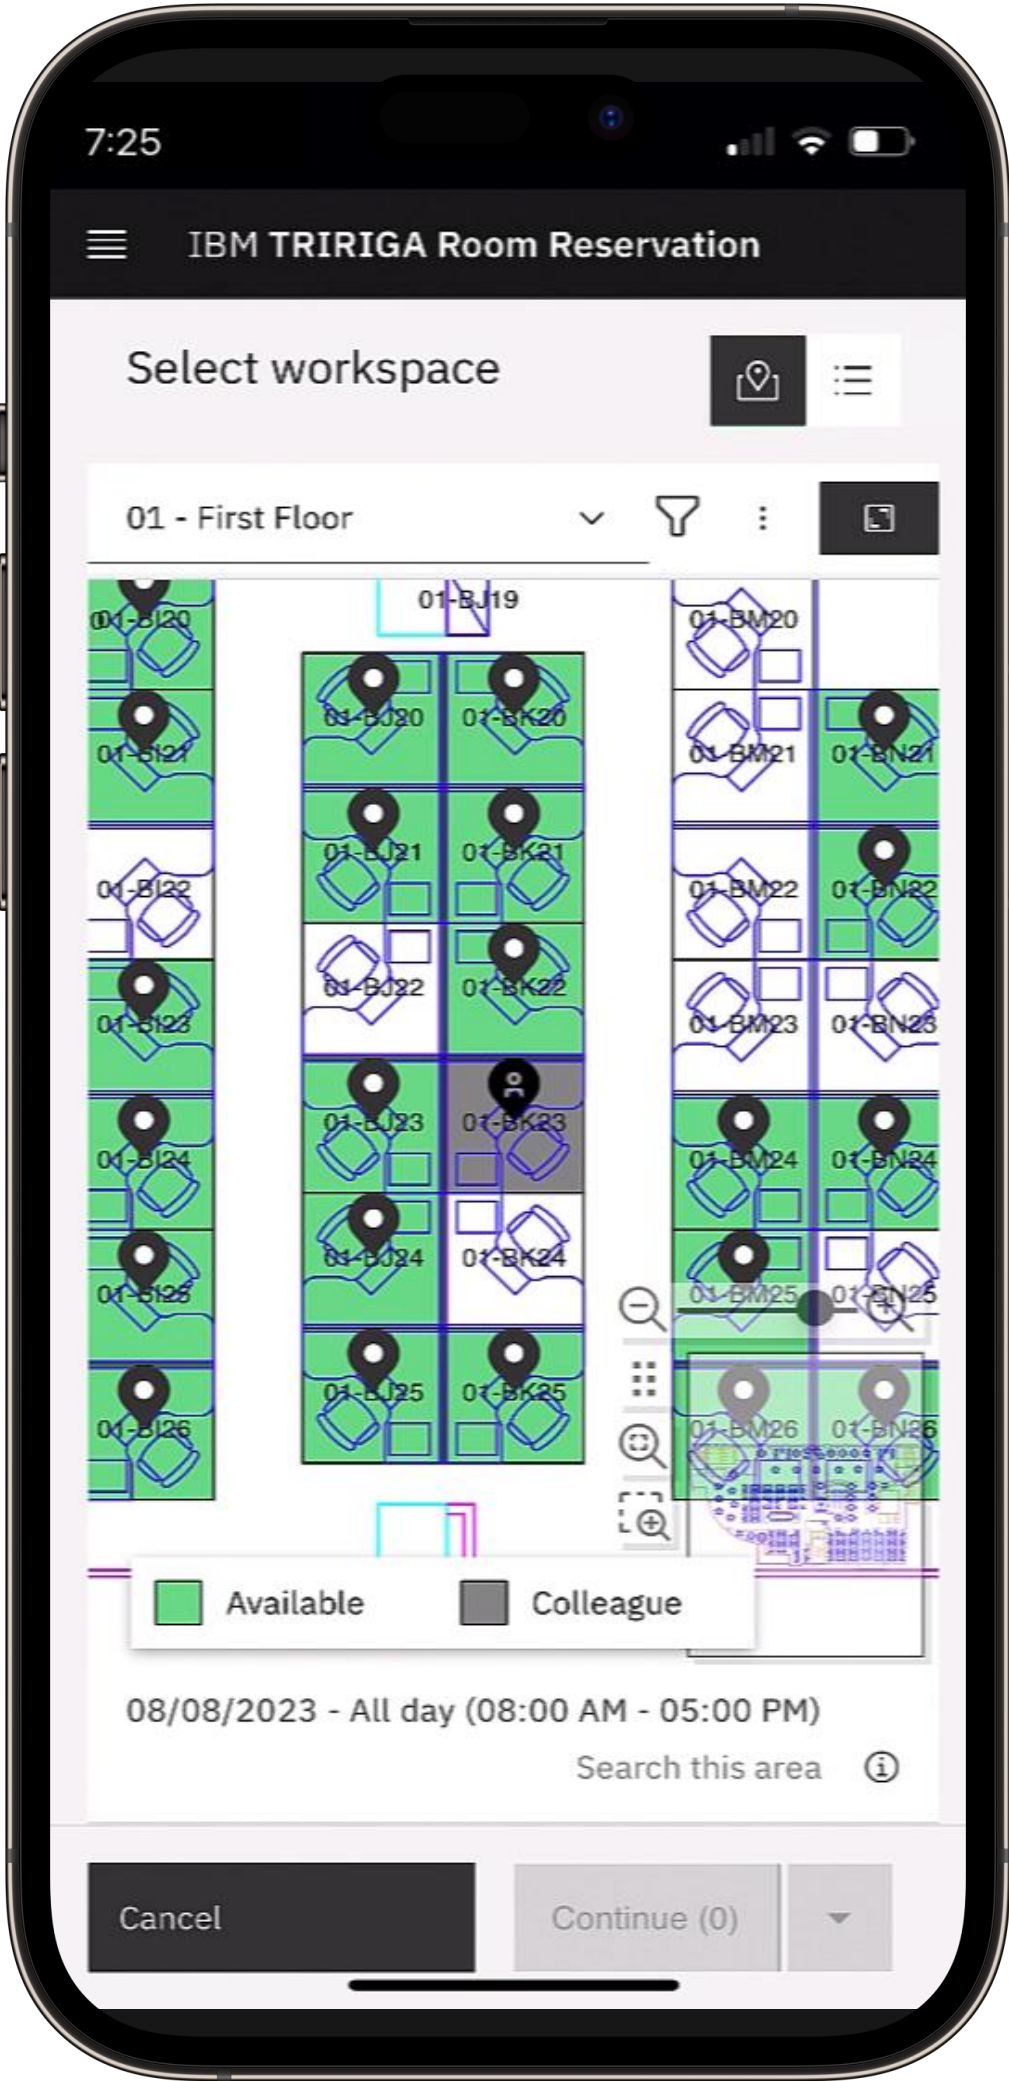 7:25
IBM TRIRIGA Room Reservation
Select workspace
01 - First Floor
01-BJ19
01-BI20
01-BM20
01-BJ20 01-BK20
01-BI21
01-BM21 01-BN21
01-BJ21 01-BK21
01-BI22
01-BM22 01-BN22
01-BJ22 01-BK22
01-BI23
01-BM23 01-BN23
01-BJ23 01-BK23
01-BI24
01-BM24 01-BN24
01-BJ24 01-BK24
01-BI25
01-BM25 01-BN25
01-BJ25 01-BK25
01-BI26
01-BM26 01-BN26
Available
Colleague
08/08/2023 - All day (08:00 AM - 05:00 PM)
Search this area
Cancel
Continue (0)